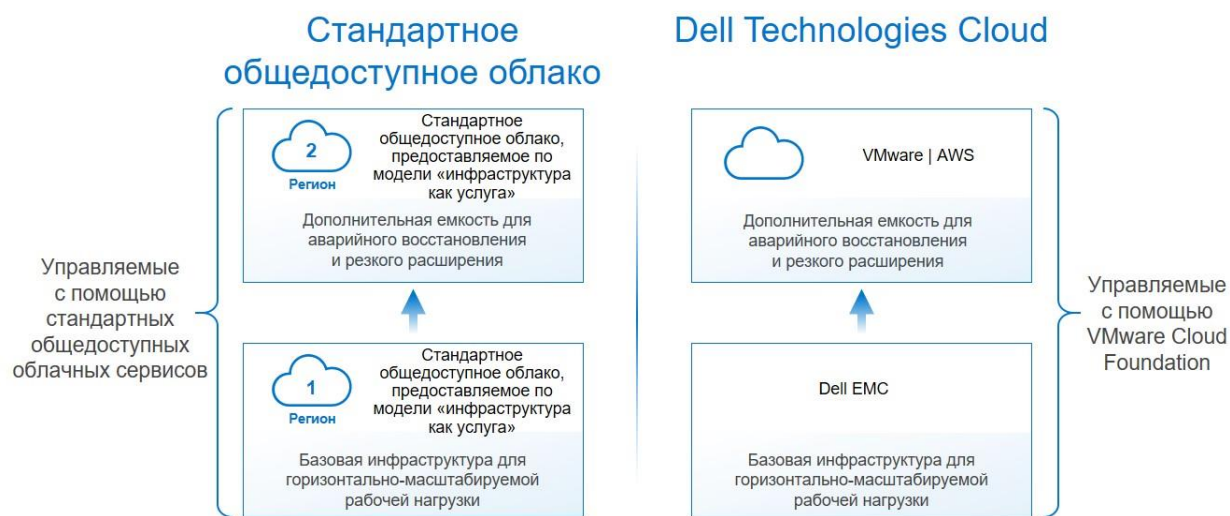 Стандартное
общедоступное облако
Dell Technologies Cloud
Управляемые
с помощью
стандартных
общедоступных
облачных сервисов
2
Регион
Стандартное
общедоступное облако,
предоставляемое по
модели «инфраструктура
как услуга»
Дополнительная емкость для
аварийного восстановления
и резкого расширения
1
Регион
Стандартное
общедоступное облако,
предоставляемое по
модели «инфраструктура
как услуга»
Базовая инфраструктура для
горизонтально-масштабируемой
рабочей нагрузки
VMware | AWS
Дополнительная емкость для
аварийного восстановления
и резкого расширения
Dell EMC
Базовая инфраструктура для
горизонтально-масштабируемой
рабочей нагрузки
Управляемые
с помощью
VMware Cloud
Foundation